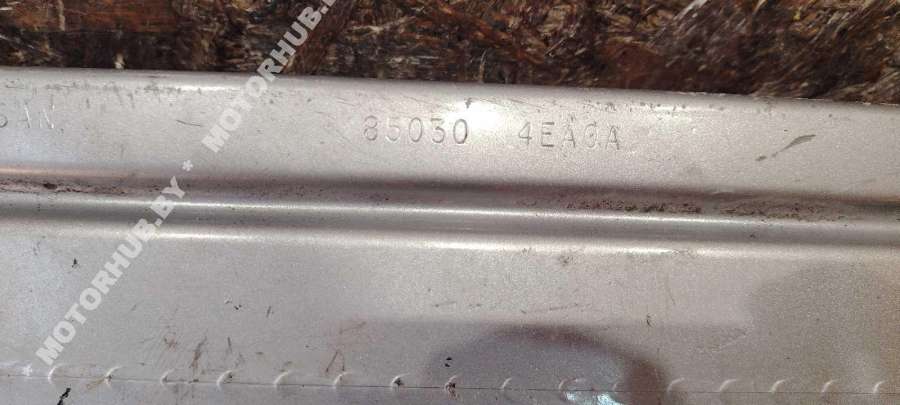 85030 4EA0A
* MOTORHUB.BY * MOTORHUB.BY *